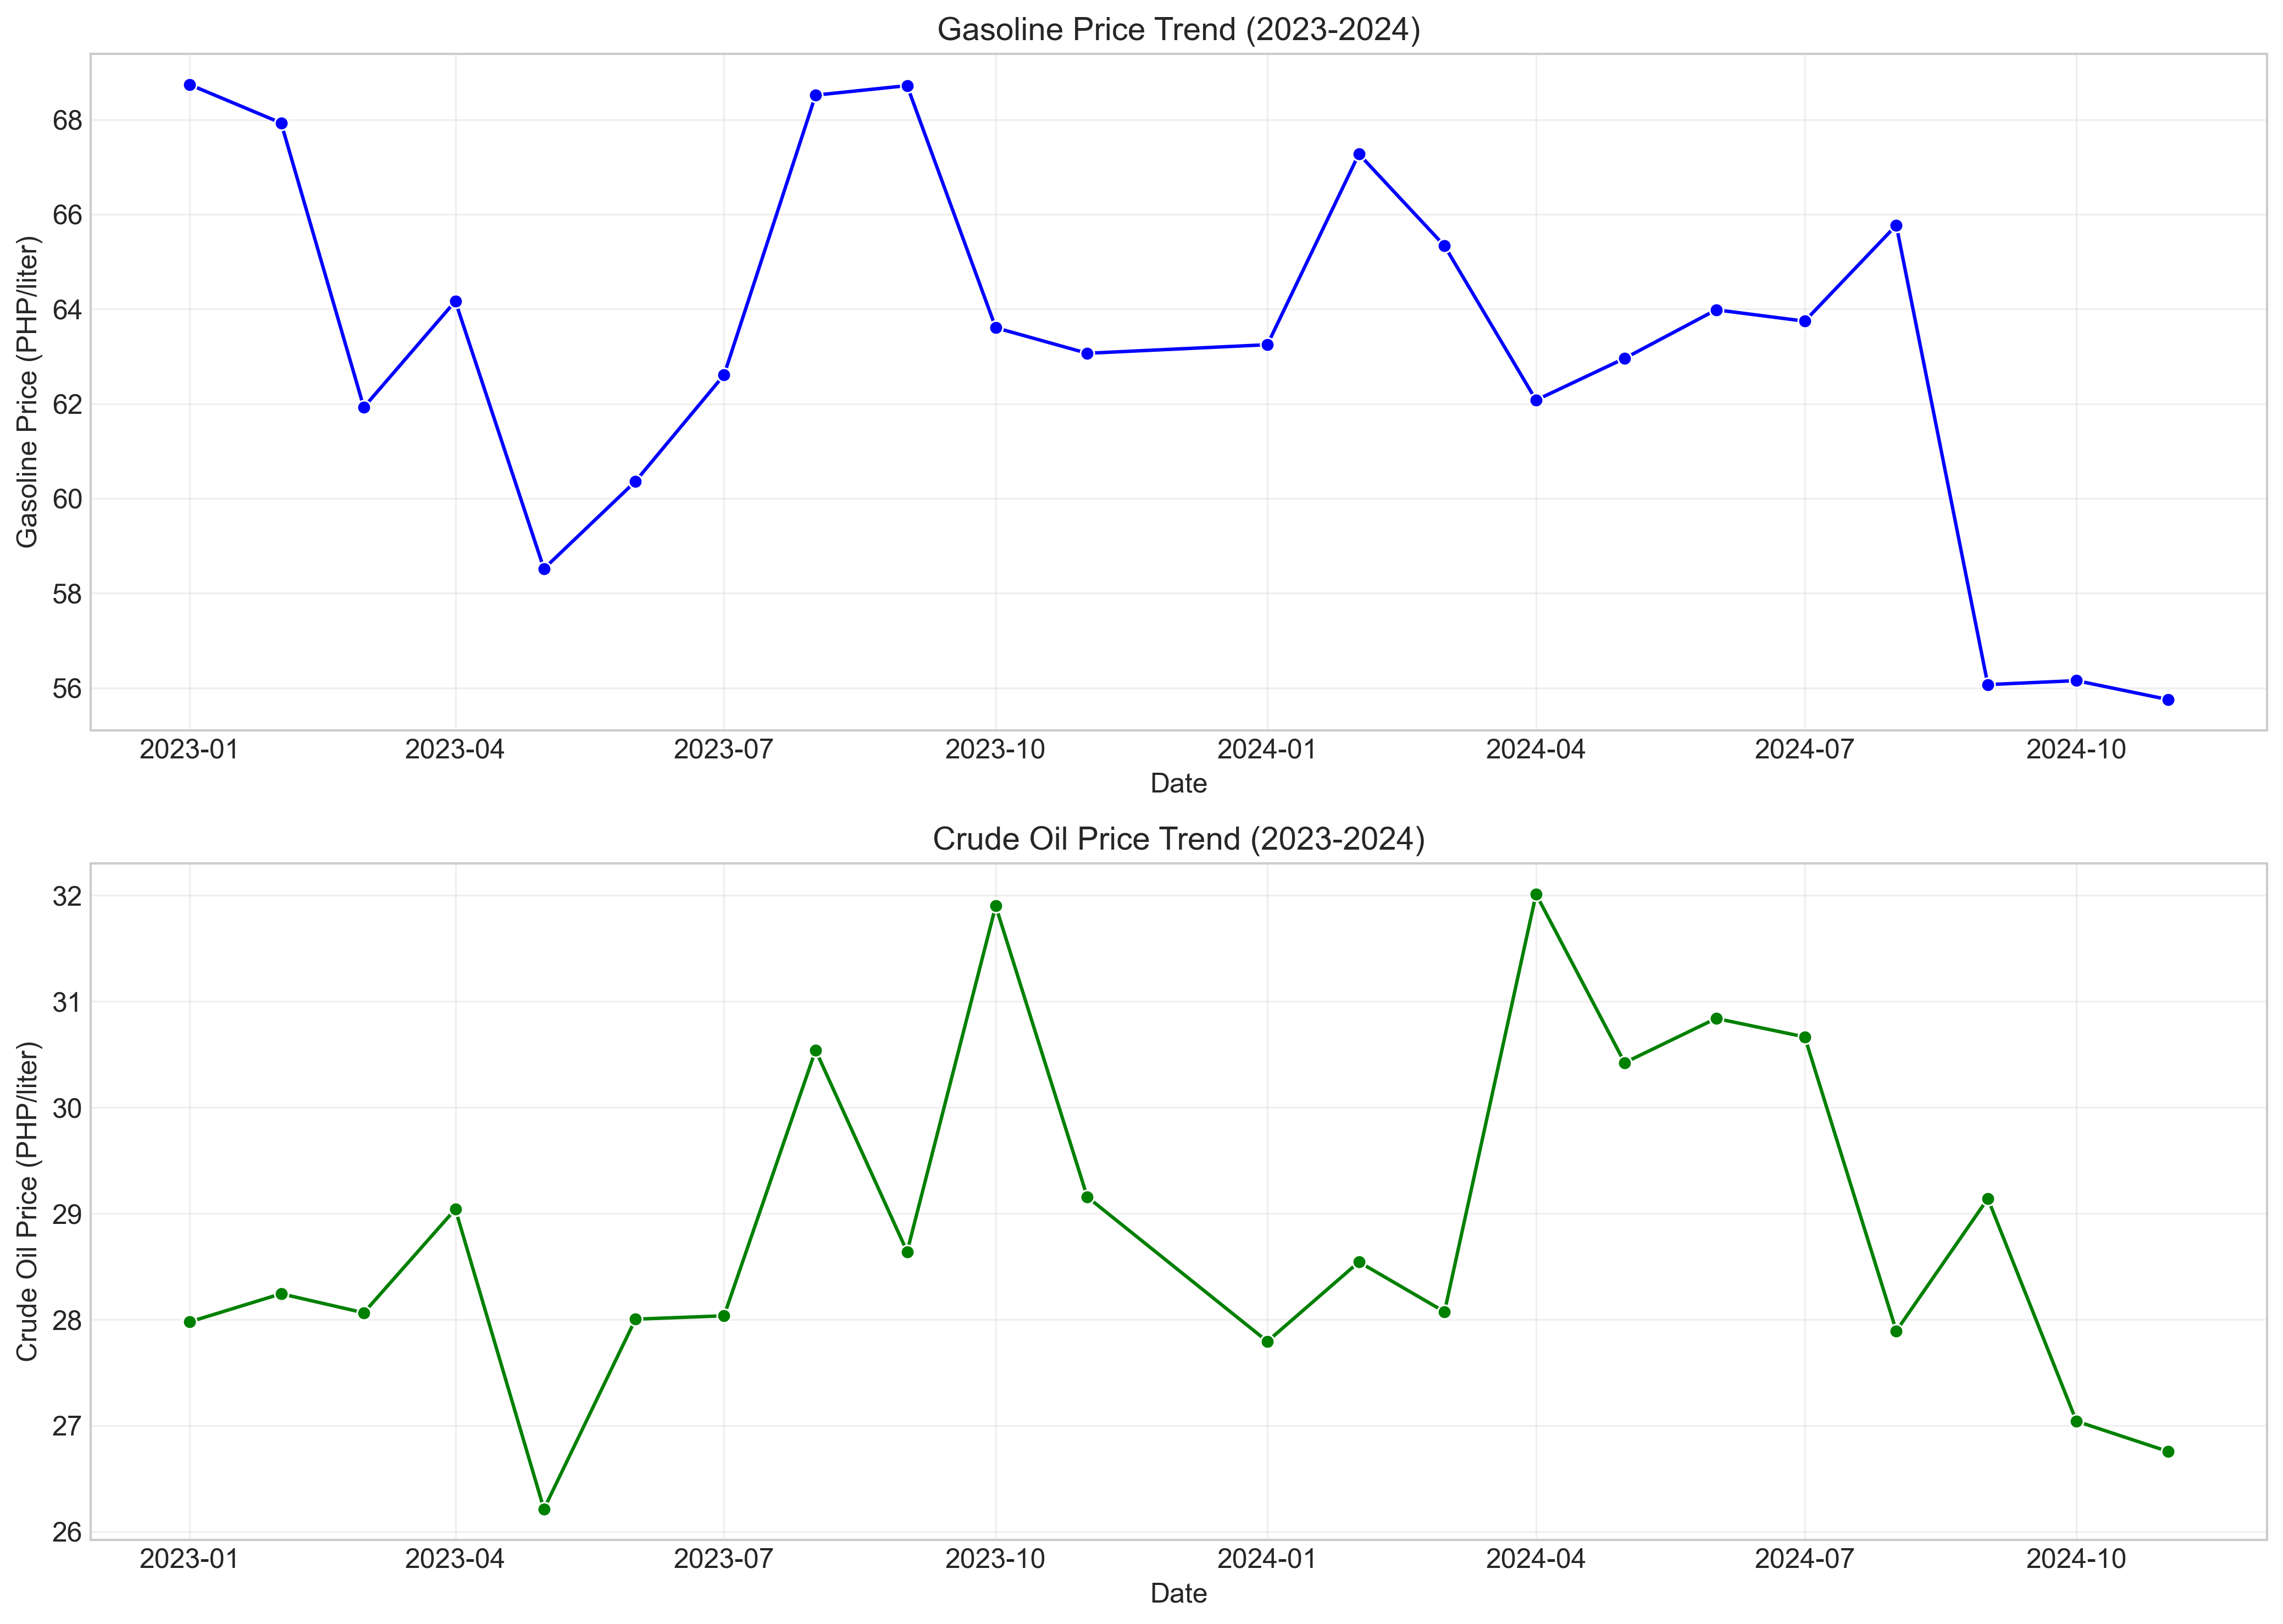 Gasoline Price Trend (2023-2024)
Gasoline Price (PHP/liter)
68
66
64
62
60
58
56
2023-01 2023-04 2023-07 2023-10 2024-01 2024-04 2024-07 2024-10
Date
Crude Oil Price Trend (2023-2024)
Crude Oil Price (PHP/liter)
32
31
30
29
28
27
26
2023-01 2023-04 2023-07 2023-10 2024-01 2024-04 2024-07 2024-10
Date